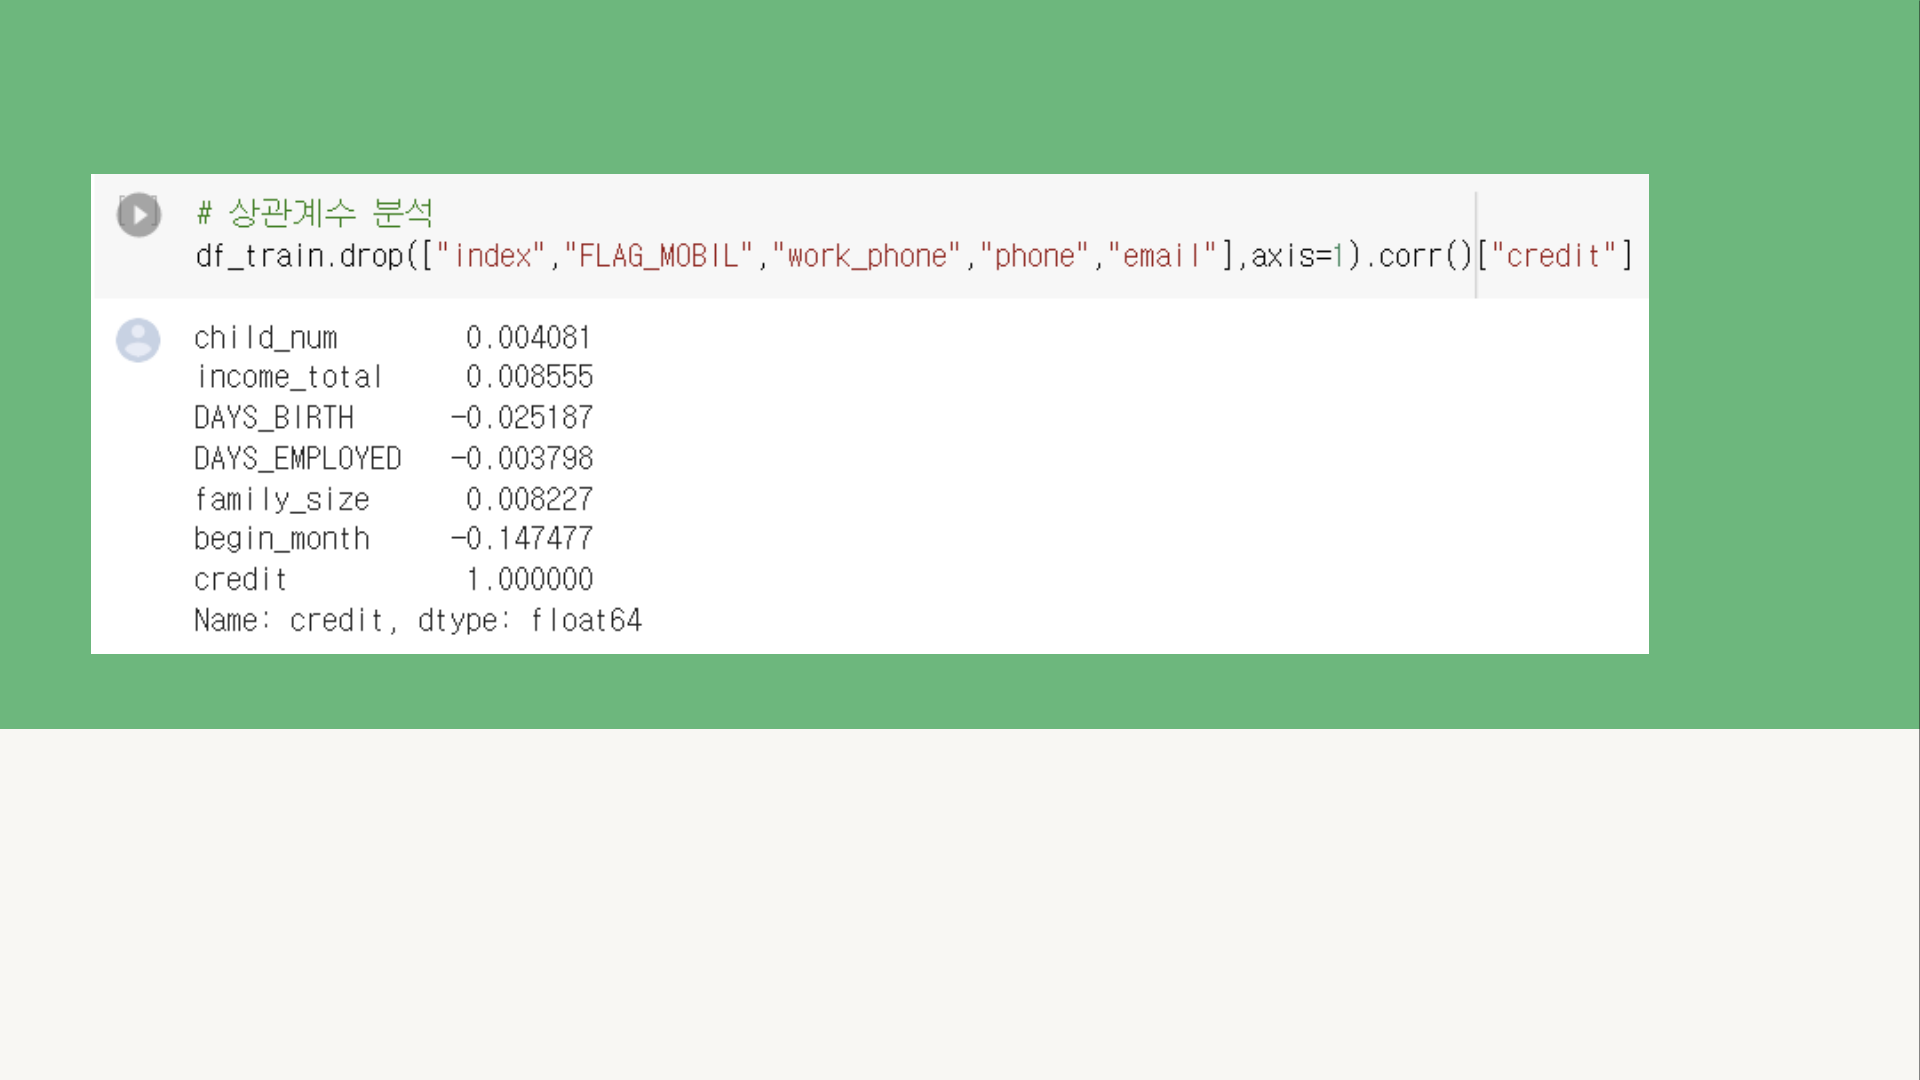 # 상관계수 분석
df_train.drop(["index","FLAG_MOBIL","work_phone","phone","email"],axis=1).corr()["credit"]
child_num 0.004081
income_total 0.008555
DAYS_BIRTH -0.025187
DAYS_EMPLOYED -0.003798
family_size 0.008227
begin_month -0.147477
credit 1.000000
Name: credit, dtype: float64